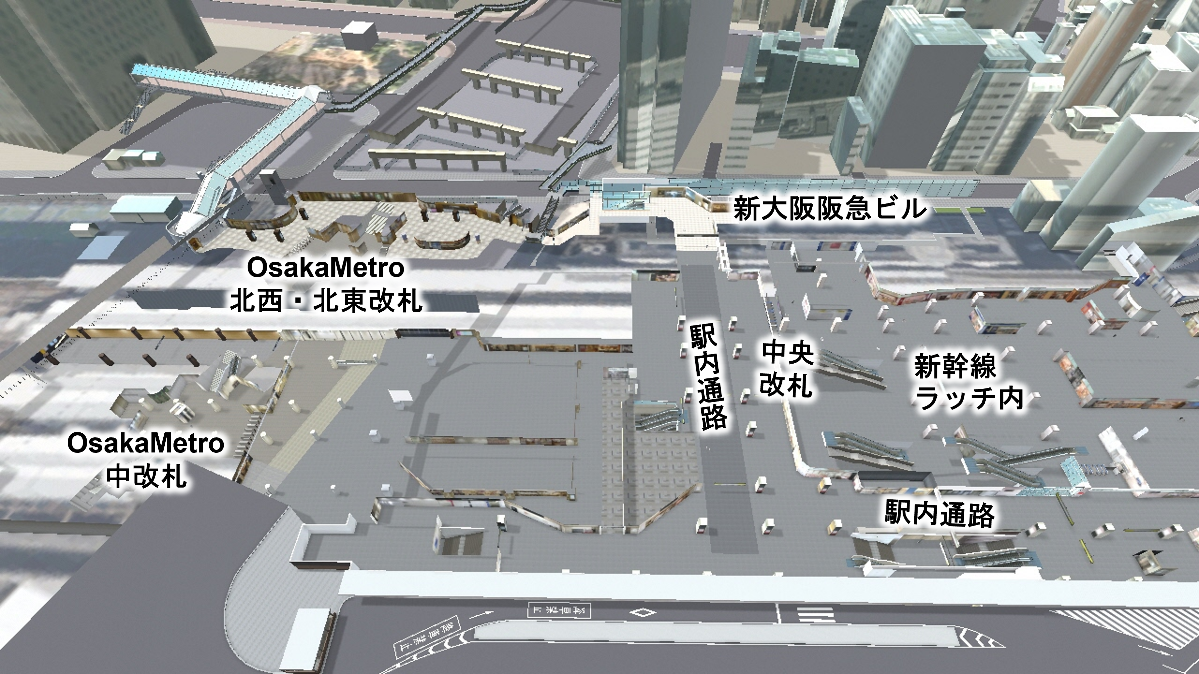 新大阪阪急ビル
OsakaMetro
北西・北東改札
駅内通路
中央
改札
新幹線
ラッチ内
OsakaMetro
中改札
駅内通路